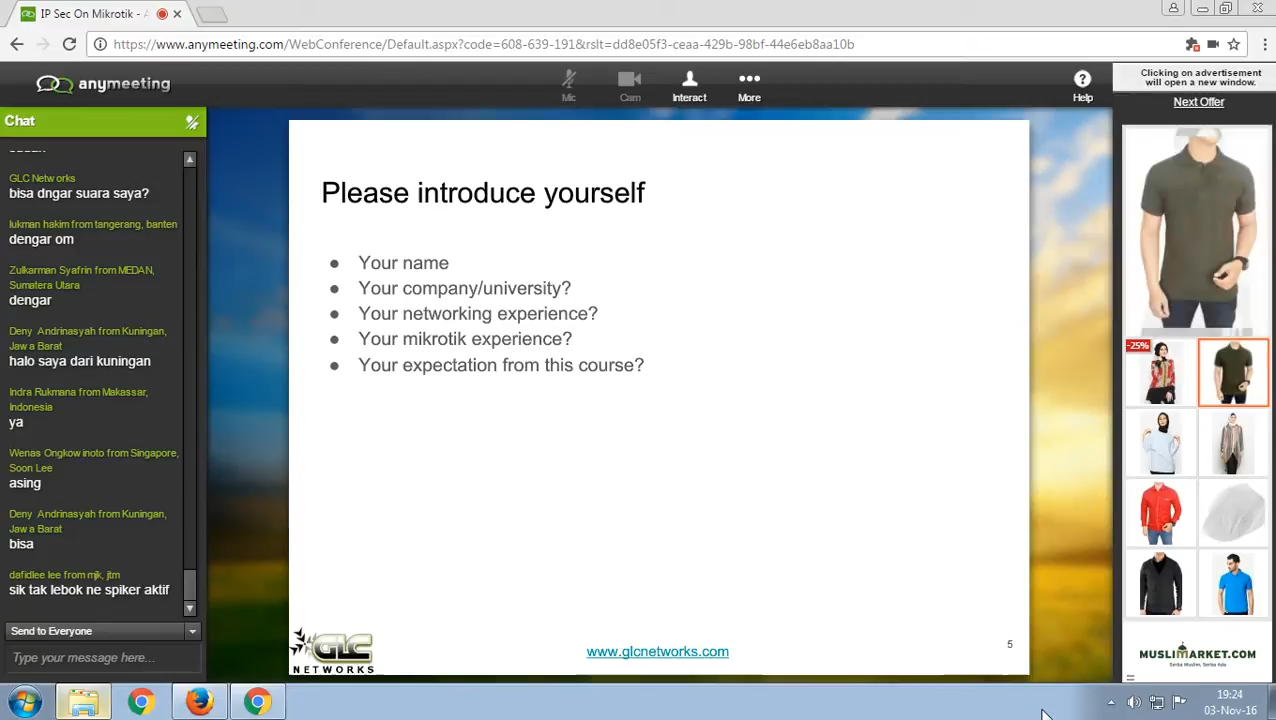 IP Sec On Mikrotik - A
https://www.anymeeting.com/WebConference/Default.aspx?code=608-639-191&rslt=dd8e05f3-ceaa-429b-98bf-44e6eb8aa10b
anymeeting
Mic
Cam
Interact
More
Help
Clicking on advertisement
will open a new window.
Next Offer
Chat
GLC Networks
bisa dngar suara saya?
lukman hakim from tangerang, banten
dengar om
Zulkarman Syafrin from MEDAN,
Sumatera Utara
dengar
Deny Andrinasyah from Kuningan,
Jawa Barat
halo saya dari kuningan
Indra Rukmana from Makassar,
Indonesia
ya
Wenas Ongkowinoto from Singapore,
Soon Lee
asing
Deny Andrinasyah from Kuningan,
Jawa Barat
bisa
dafidlee lee from mjk, jtm
sik tak lebok ne spiker aktif
Send to Everyone
Type your message here...
Please introduce yourself
● Your name
● Your company/university?
● Your networking experience?
● Your mikrotik experience?
● Your expectation from this course?
GLC
NETWORKS
www.glcnetworks.com
5
-25%
MUSLIMARKET.COM
Serba Muslim, Serba Ada
19:24
03-Nov-16